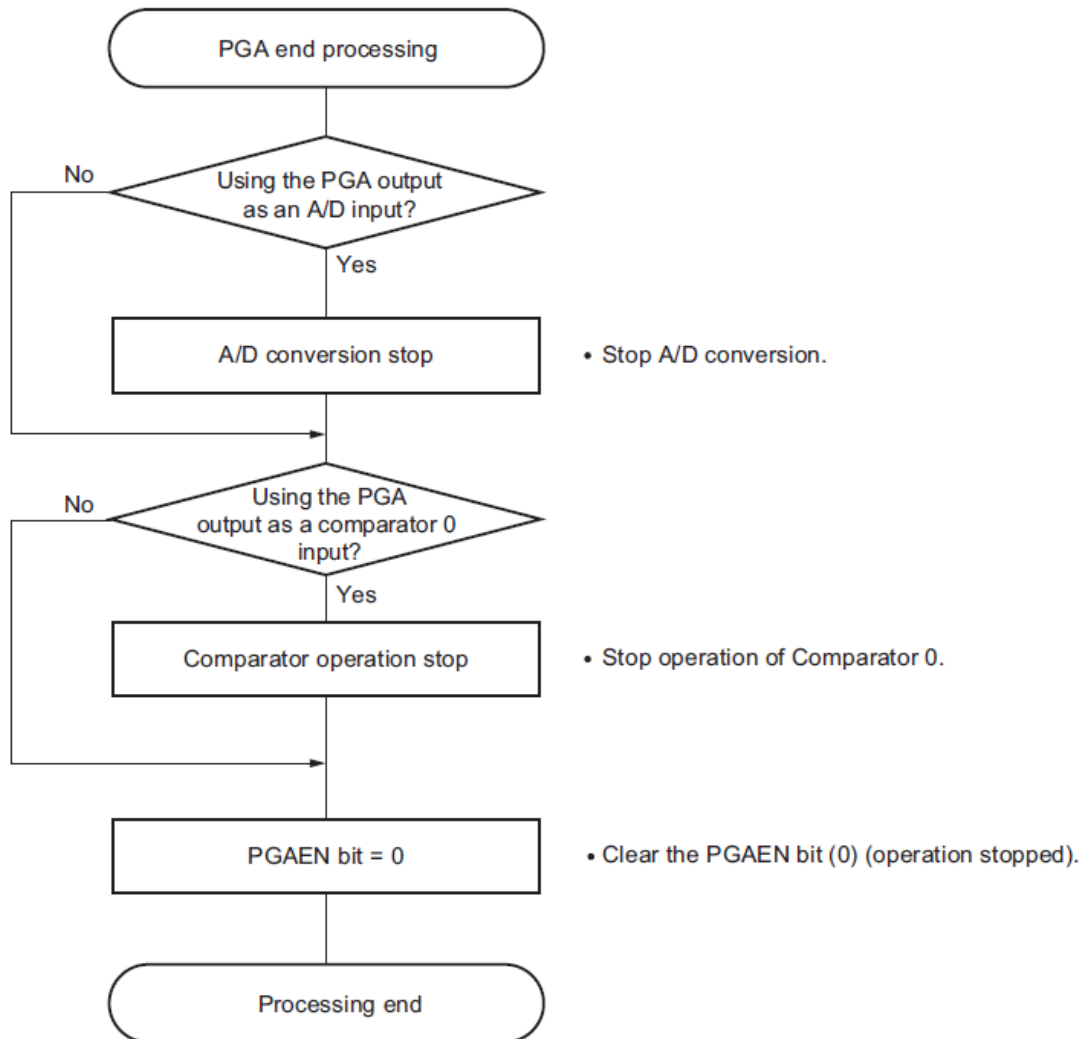 PGA end processing
No
Using the PGA output
as an A/D input?
Yes
A/D conversion stop
• Stop A/D conversion.
No
Using the PGA
output as a comparator 0
input?
Yes
Comparator operation stop
• Stop operation of Comparator 0.
PGAEN bit = 0
• Clear the PGAEN bit (0) (operation stopped).
Processing end